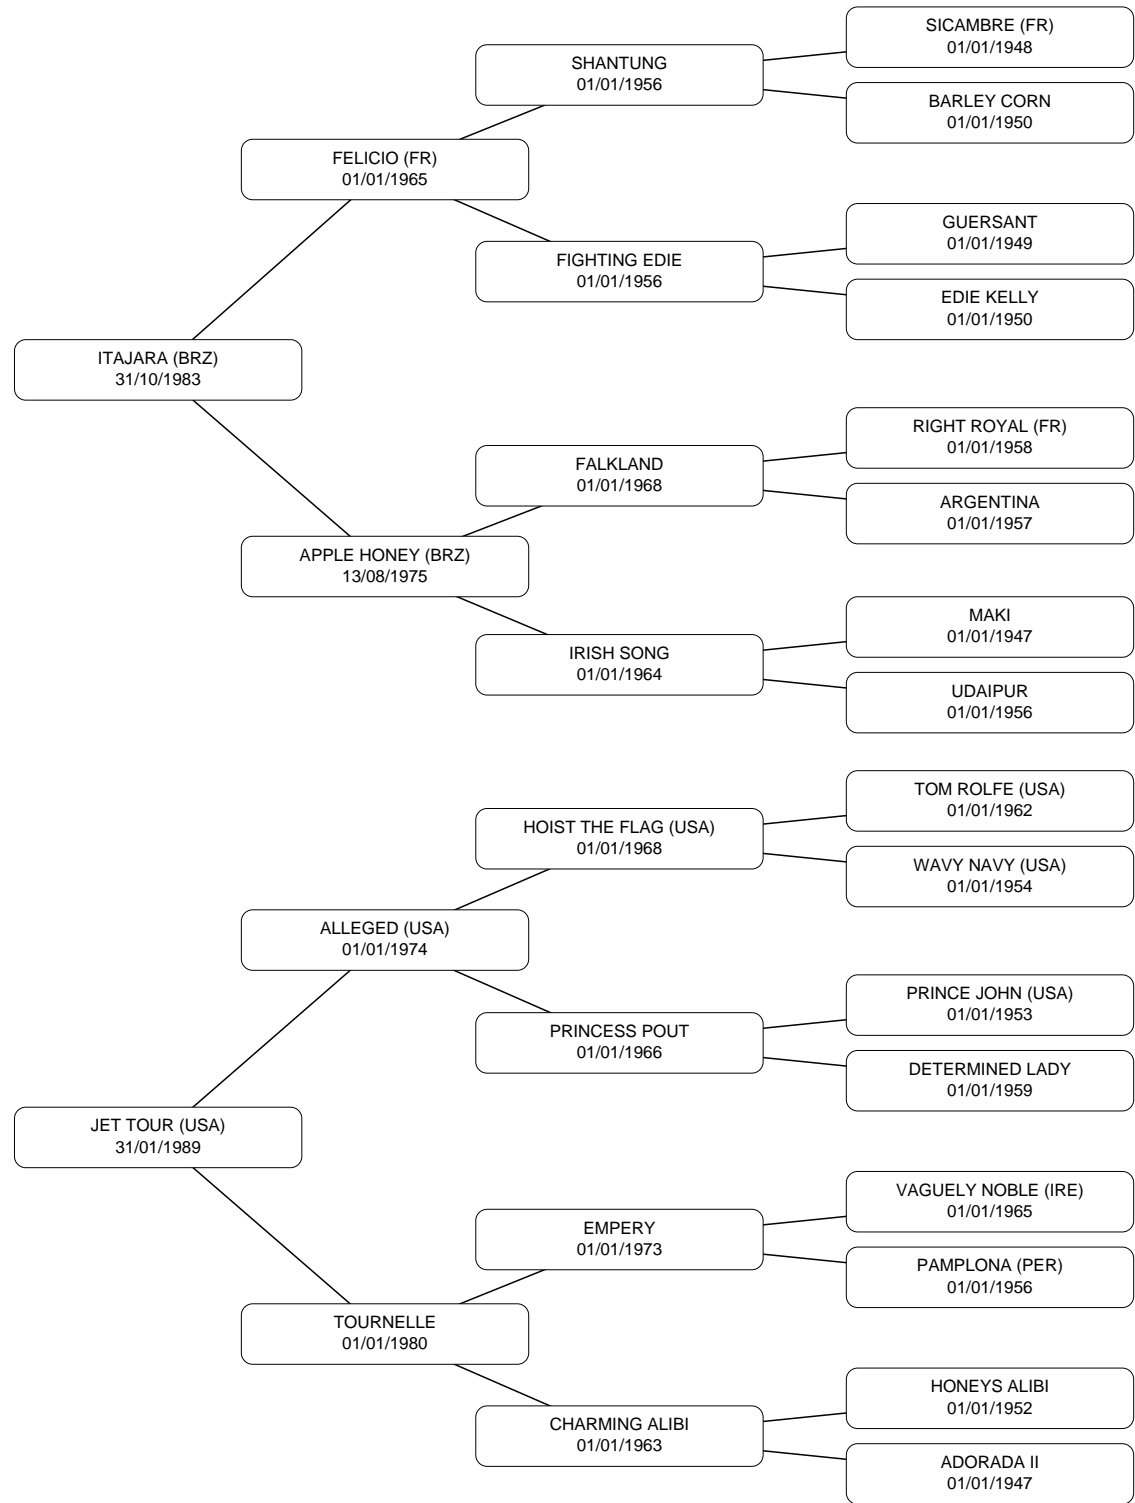 SICAMBRE (FR)
01/01/1948
SHANTUNG
01/01/1956
BARLEY CORN
01/01/1950
FELICIO (FR)
01/01/1965
GUERSANT
01/01/1949
FIGHTING EDIE
01/01/1956
EDIE KELLY
01/01/1950
ITAJARA (BRZ)
31/10/1983
RIGHT ROYAL (FR)
01/01/1958
FALKLAND
01/01/1968
ARGENTINA
01/01/1957
APPLE HONEY (BRZ)
13/08/1975
MAKI
01/01/1947
IRISH SONG
01/01/1964
UDAIPUR
01/01/1956
TOM ROLFE (USA)
01/01/1962
HOIST THE FLAG (USA)
01/01/1968
WAVY NAVY (USA)
01/01/1954
ALLEGED (USA)
01/01/1974
PRINCE JOHN (USA)
01/01/1953
PRINCESS POUT
01/01/1966
DETERMINED LADY
01/01/1959
JET TOUR (USA)
31/01/1989
VAGUELY NOBLE (IRE)
01/01/1965
EMPERY
01/01/1973
PAMPLONA (PER)
01/01/1956
TOURNELLE
01/01/1980
HONEYS ALIBI
01/01/1952
CHARMING ALIBI
01/01/1963
ADORADA II
01/01/1947